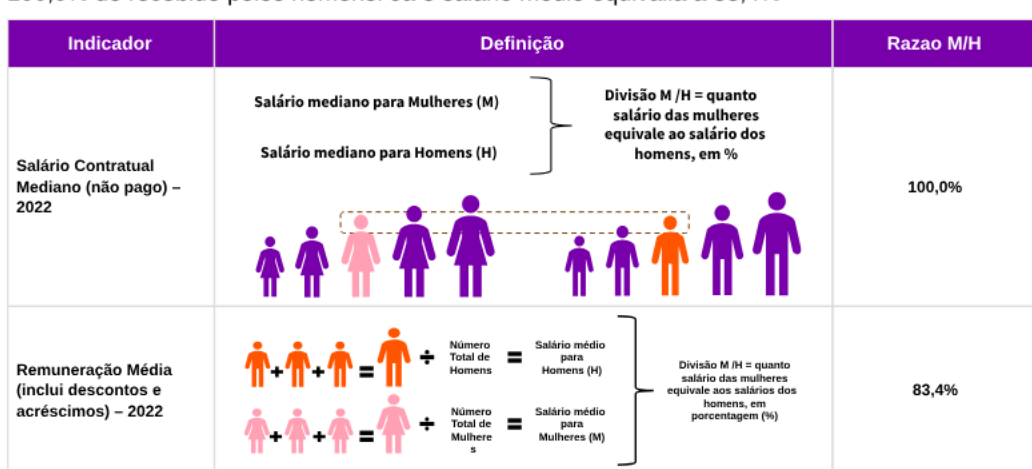 Indicador
Definição
Razao M/H
Salário Contratual
Mediano (não pago) –
2022
Salário mediano para Mulheres (M)
Salário mediano para Homens (H)
Divisão M /H = quanto
salário das mulheres
equivale ao salário dos
homens, em %
100,0%
Remuneração Média
(inclui descontos e
acréscimos) – 2022
+ + = ÷
Número
Total de
Homens
=
Salário médio
para
Homens (H)
+ + = ÷
Número
Total de
Mulhere
s
=
Salário médio
para
Mulheres (M)
Divisão M /H = quanto
salário das mulheres
equivale aos salários dos
homens, em
porcentagem (%)
83,4%